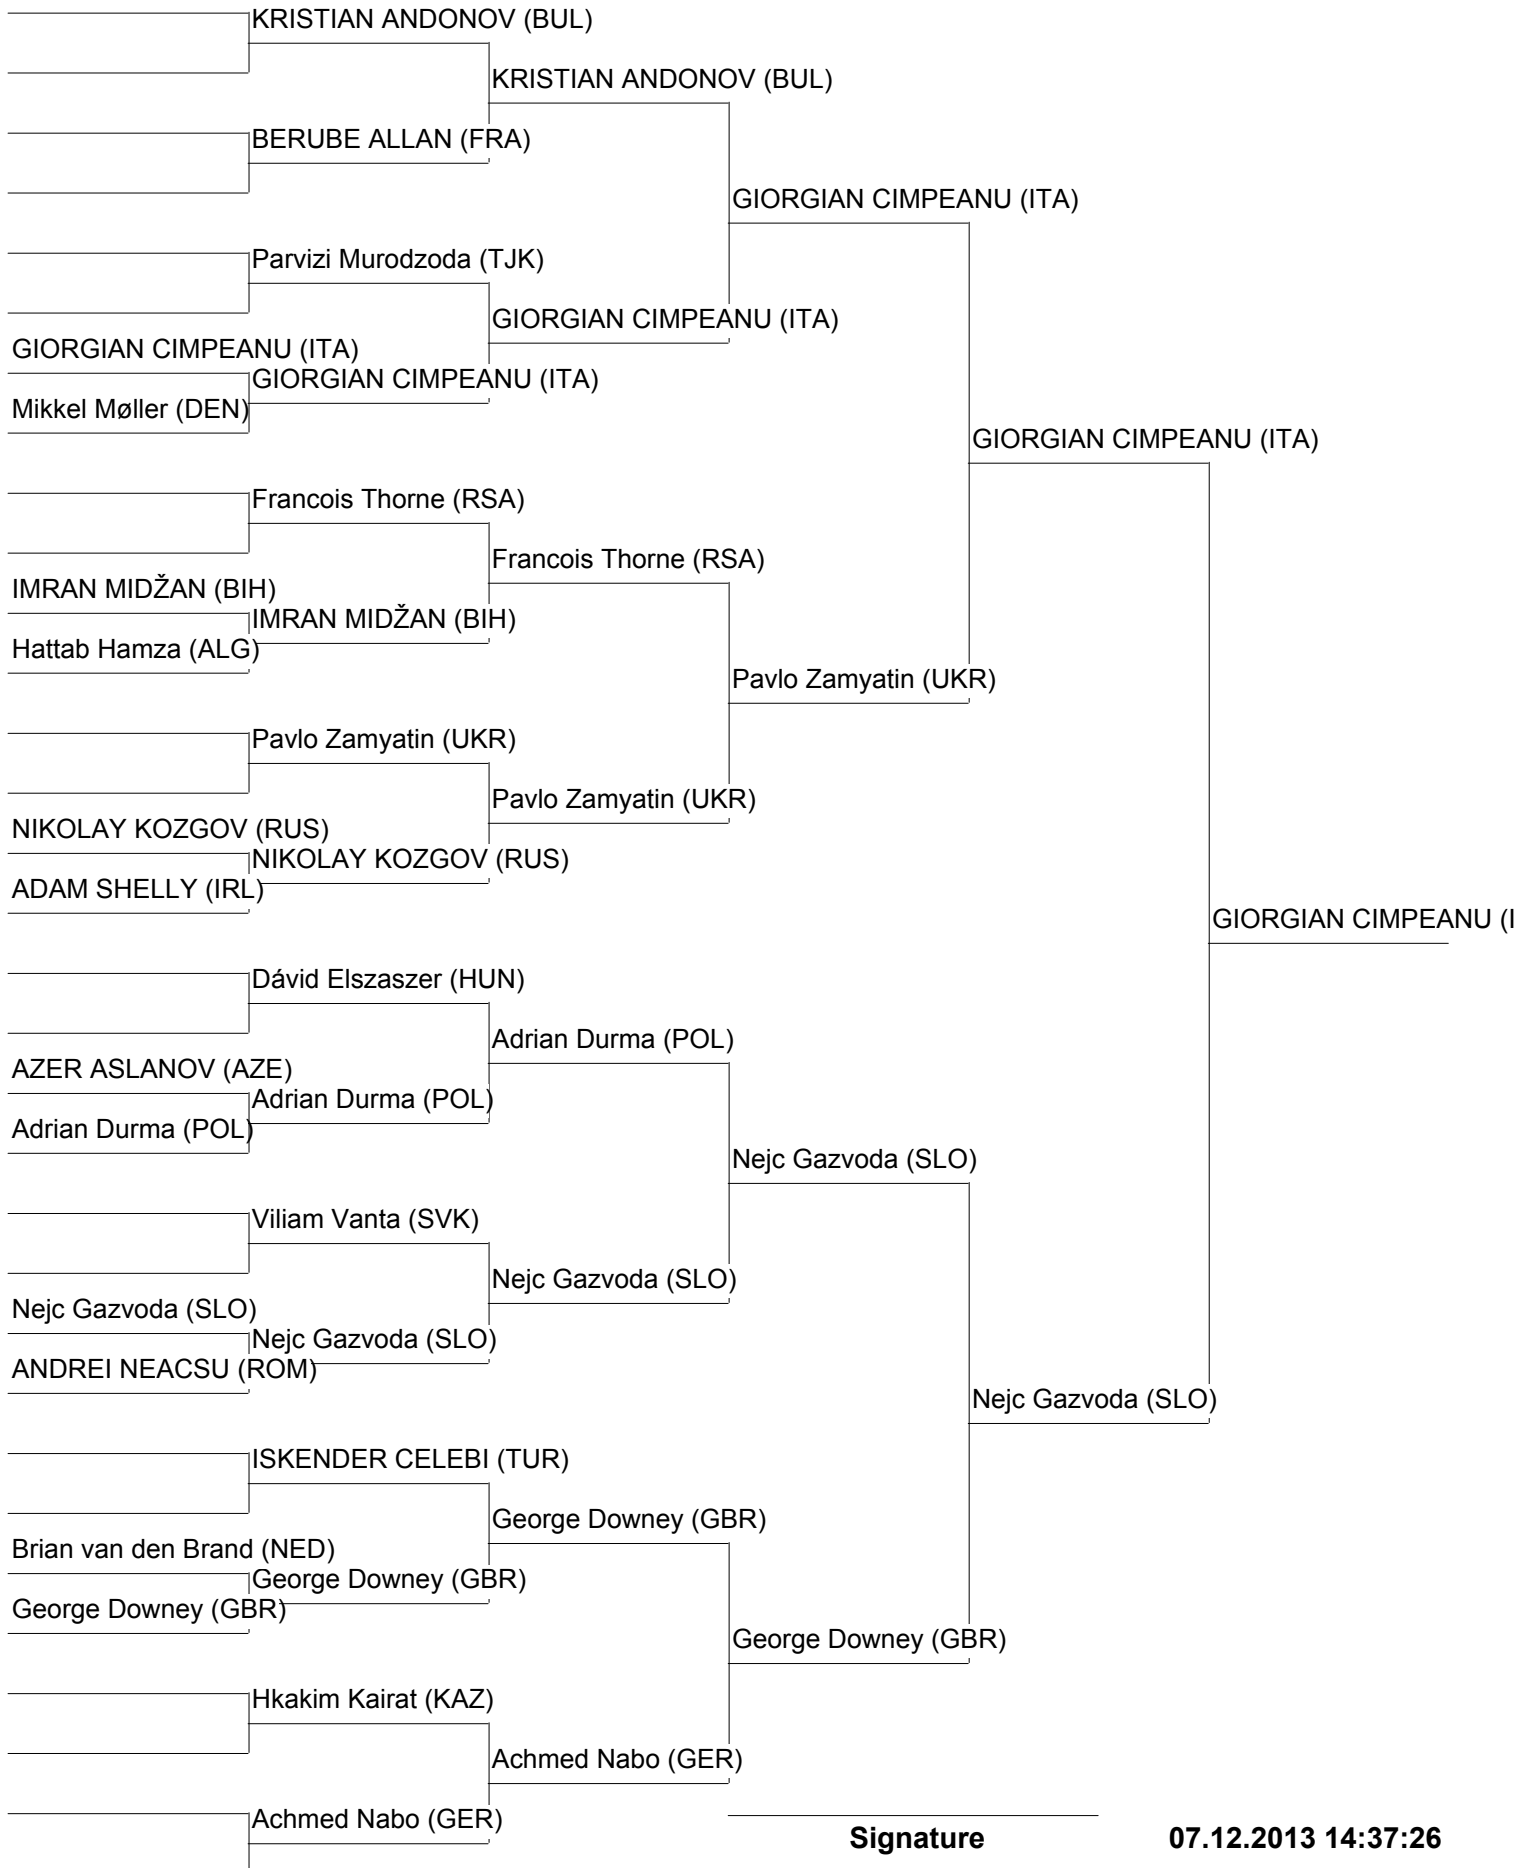 KRISTIAN ANDONOV (BUL)
KRISTIAN ANDONOV (BUL)
BERUBE ALLAN (FRA)
GIORGIAN CIMPEANU (ITA)
Parvizi Murodzoda (TJK)
GIORGIAN CIMPEANU (ITA)
GIORGIAN CIMPEANU (ITA)
GIORGIAN CIMPEANU (ITA)
Mikkel Møller (DEN)
GIORGIAN CIMPEANU (ITA)
Francois Thorne (RSA)
Francois Thorne (RSA)
IMRAN MIDŽAN (BIH)
IMRAN MIDŽAN (BIH)
Hattab Hamza (ALG)
Pavlo Zamyatin (UKR)
Pavlo Zamyatin (UKR)
Pavlo Zamyatin (UKR)
NIKOLAY KOZGOV (RUS)
NIKOLAY KOZGOV (RUS)
ADAM SHELLY (IRL)
GIORGIAN CIMPEANU (I
Dávid Elszaszer (HUN)
Adrian Durma (POL)
AZER ASLANOV (AZE)
Adrian Durma (POL)
Adrian Durma (POL)
Nejc Gazvoda (SLO)
Viliam Vanta (SVK)
Nejc Gazvoda (SLO)
Nejc Gazvoda (SLO)
Nejc Gazvoda (SLO)
ANDREI NEACSU (ROM)
Nejc Gazvoda (SLO)
ISKENDER CELEBI (TUR)
George Downey (GBR)
Brian van den Brand (NED)
George Downey (GBR)
George Downey (GBR)
George Downey (GBR)
Hkakim Kairat (KAZ)
Achmed Nabo (GER)
Achmed Nabo (GER)
Signature
07.12.2013 14:37:26